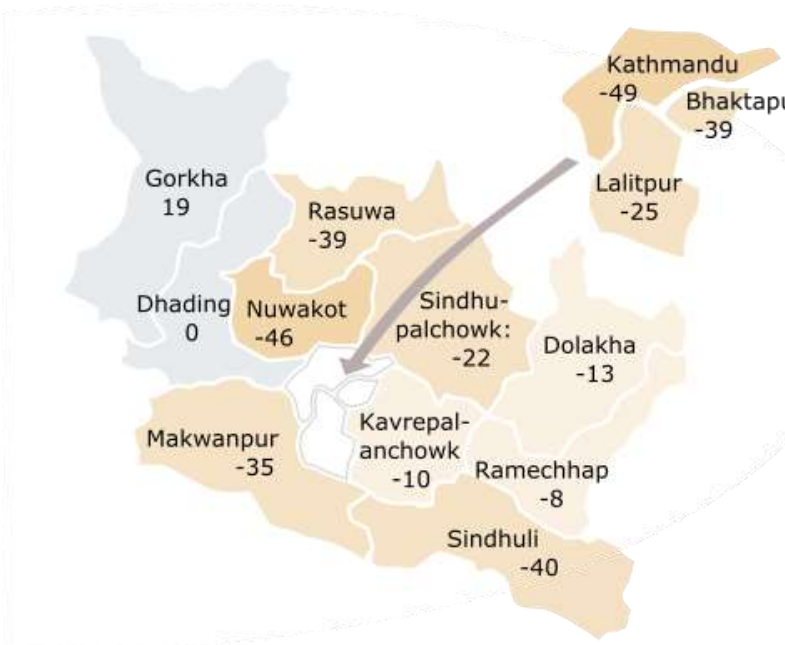 Kathmandu
-49
Bhaktapu
-39
Lalitpur
-25
Gorkha
19
Rasuwa
-39
Dhading
0
Nuwakot
-46
Sindhu-
palchowk:
-22
Dolakha
-13
Makwanpur
-35
Kavrepal-
anchowk
-10
Ramechhap
-8
Sindhuli
-40